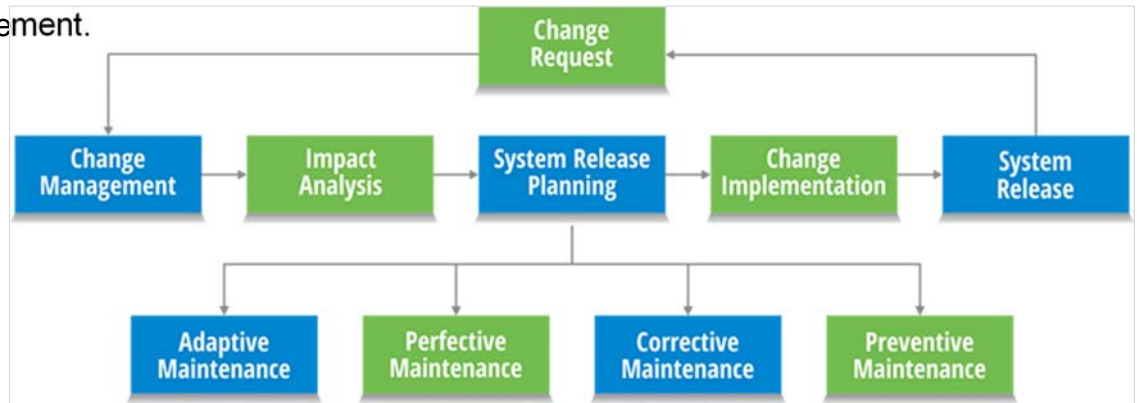 ement.
Change
Request
Change
Management
Impact
Analysis
System Release
Planning
Change
Implementation
System
Release
Adaptive
Maintenance
Perfective
Maintenance
Corrective
Maintenance
Preventive
Maintenance